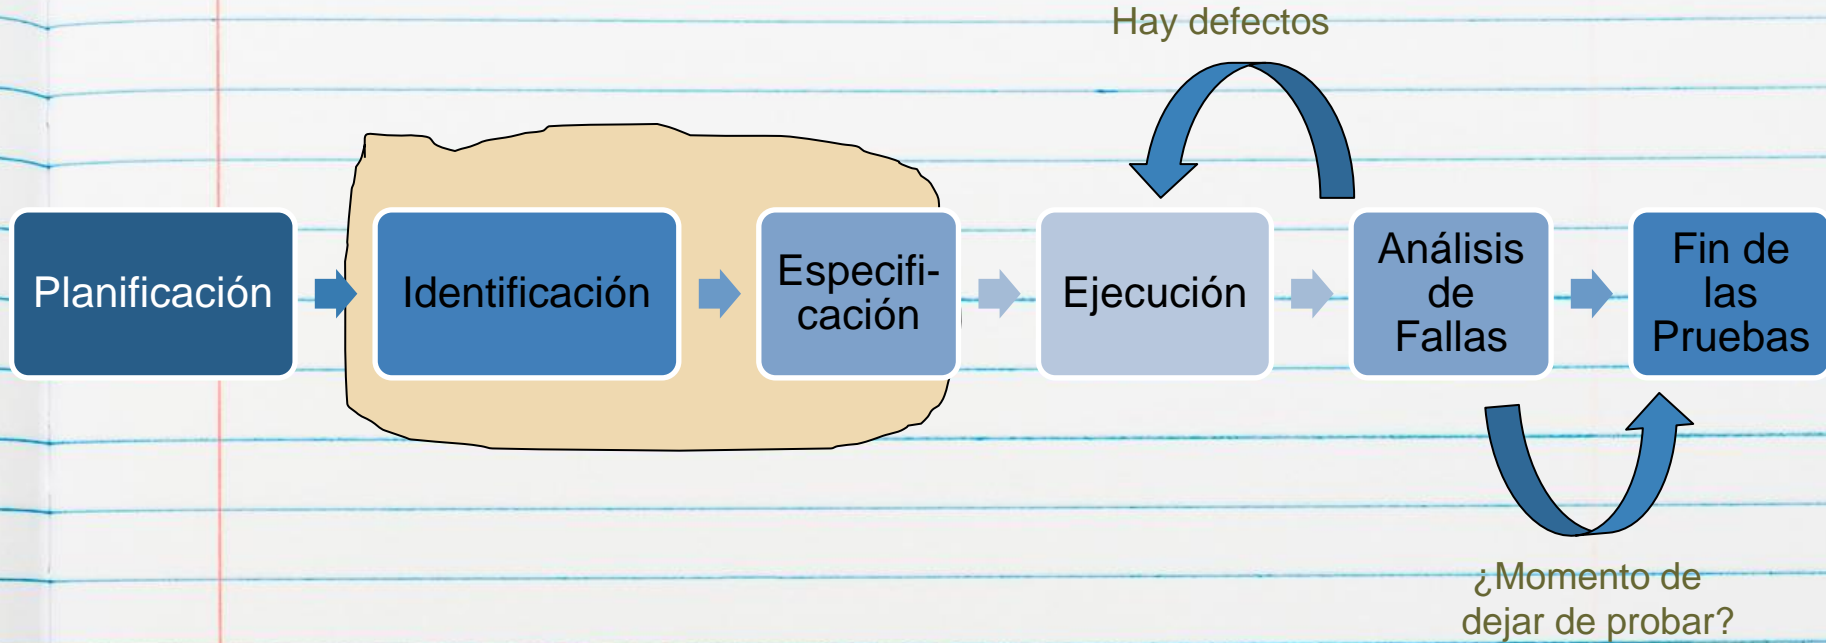 Hay defectos
Planificación
Identificación
Especifi-
cación
Ejecución
Análisis
de
Fallas
Fin de
las
Pruebas
¿Momento de
dejar de probar?